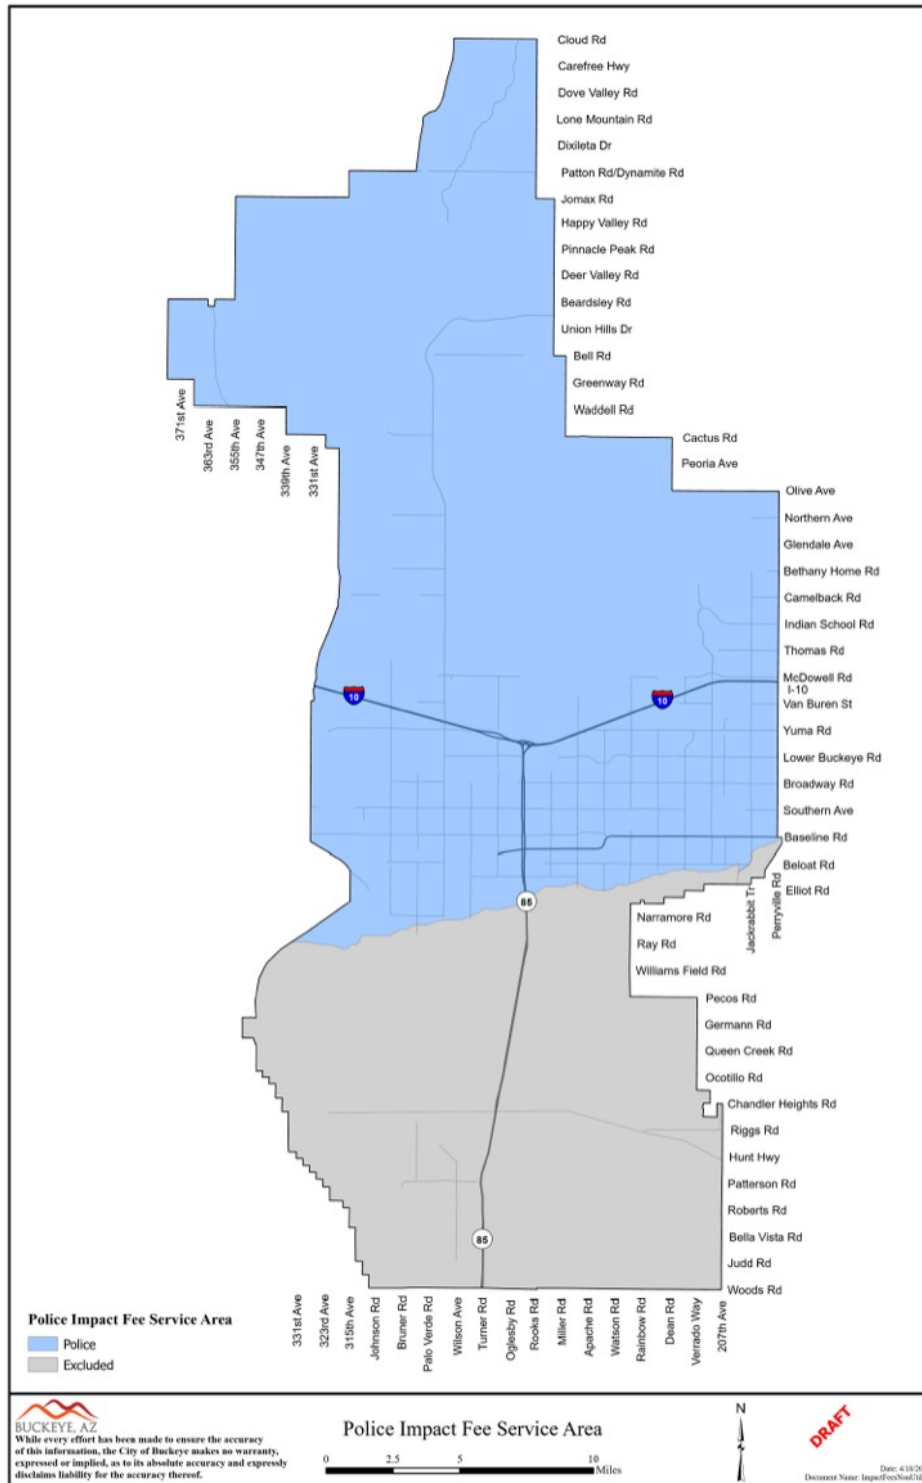 Cloud Rd
Carefree Hwy
Dove Valley Rd
Lone Mountain Rd
Dixileta Dr
Patton Rd/Dynamite Rd
Jomax Rd
Happy Valley Rd
Pinnacle Peak Rd
Deer Valley Rd
Beardsley Rd
Union Hills Dr
Bell Rd
Greenway Rd
Waddell Rd
371st Ave
363rd Ave
355th Ave
347th Ave
339th Ave
331st Ave
Cactus Rd
Peoria Ave
Olive Ave
Northern Ave
Glendale Ave
Bethany Home Rd
Camelback Rd
Indian School Rd
Thomas Rd
McDowell Rd
I-10
10
10
Van Buren St
Yuma Rd
Lower Buckeye Rd
Broadway Rd
Southern Ave
Baseline Rd
Beloat Rd
Elliot Rd
Jackrabbit Tr
Perryville Rd
85
Narramore Rd
Ray Rd
Williams Field Rd
Pecos Rd
Germann Rd
Queen Creek Rd
Ocotillo Rd
Chandler Heights Rd
Riggs Rd
Hunt Hwy
Patterson Rd
Roberts Rd
Bella Vista Rd
85
Judd Rd
Woods Rd
331st Ave
323rd Ave
315th Ave
Johnson Rd
Bruner Rd
Palo Verde Rd
Wilson Ave
Turner Rd
Oglesby Rd
Rooks Rd
Miller Rd
Apache Rd
Watson Rd
Rainbow Rd
Dean Rd
Verrado Way
207th Ave
Police Impact Fee Service Area
Police
Excluded
BUCKEYE, AZ
While every effort has been made to ensure the accuracy
of this information, the City of Buckeye makes no warranty,
expressed or implied, as to its absolute accuracy and expressly
disclaims liability for the accuracy thereof.
Police Impact Fee Service Area
0 2.5 5 10
Miles
N
DRAFT
Date: 4/18/20
Document Name: